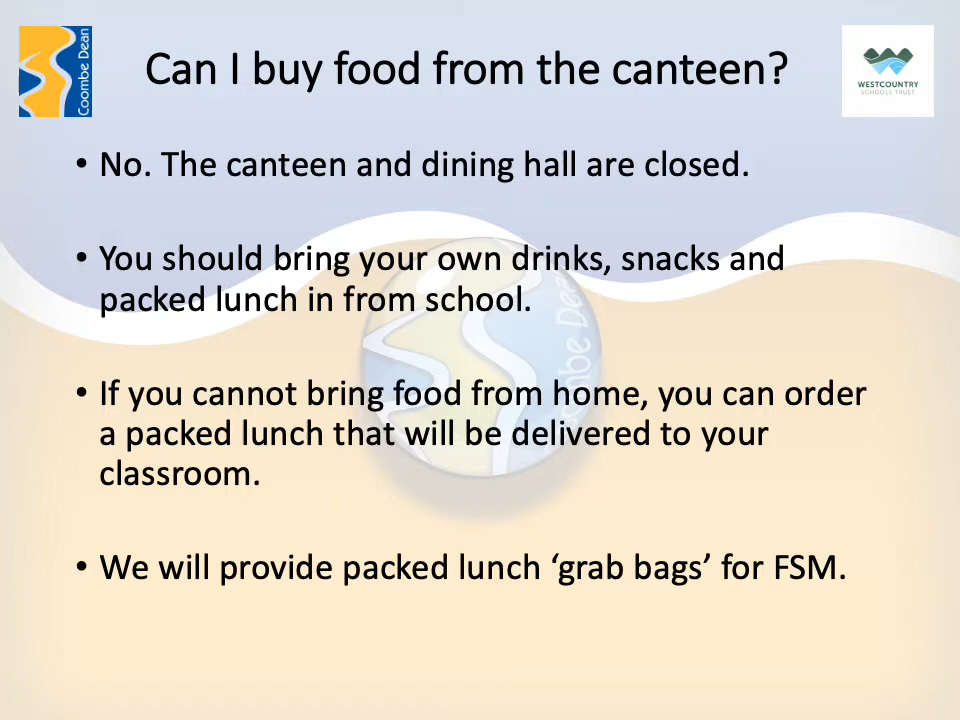 Coombe Dean
Can I buy food from the canteen?
WESTCOUNTRY
SCHOOLS TRUST
• No. The canteen and dining hall are closed.
• You should bring your own drinks, snacks and
packed lunch in from school.
• If you cannot bring food from home, you can order
a packed lunch that will be delivered to your
classroom.
• We will provide packed lunch ‘grab bags’ for FSM.
Coombe Dean